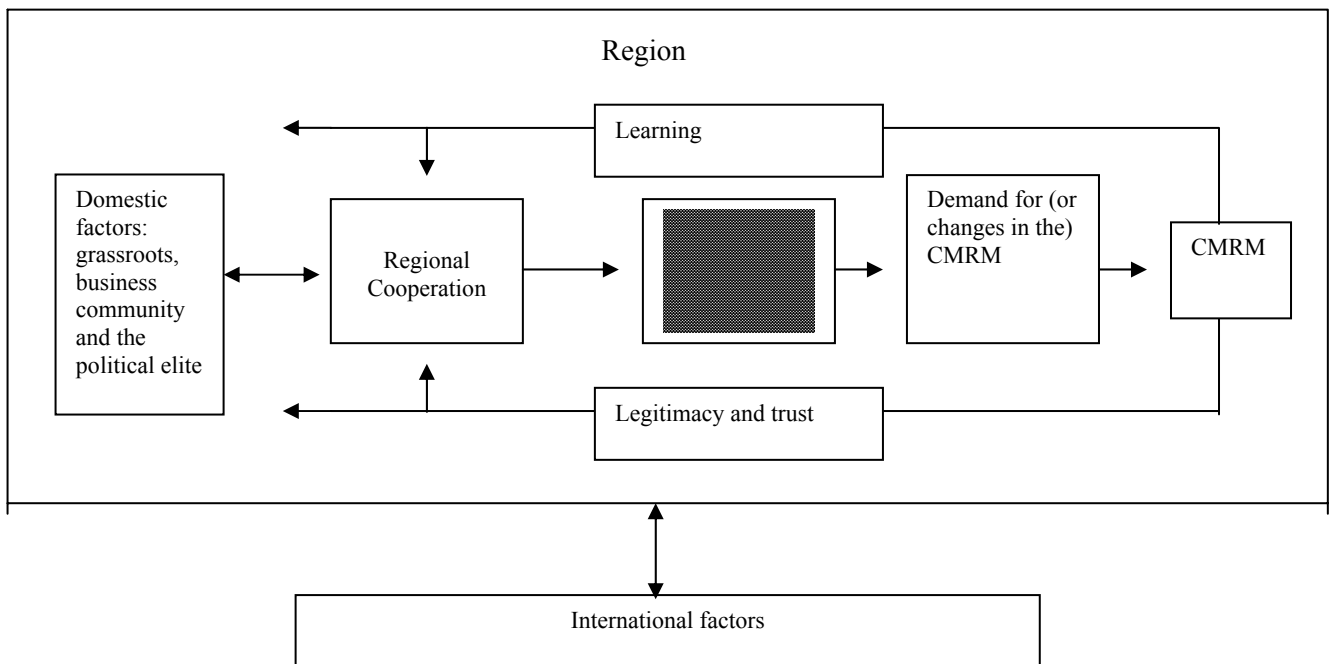 Region
Learning
Domestic
factors:
grassroots,
business
community
and the
political elite
Regional
Cooperation
Demand for (or
changes in the)
CMRM
CMRM
Legitimacy and trust
International factors